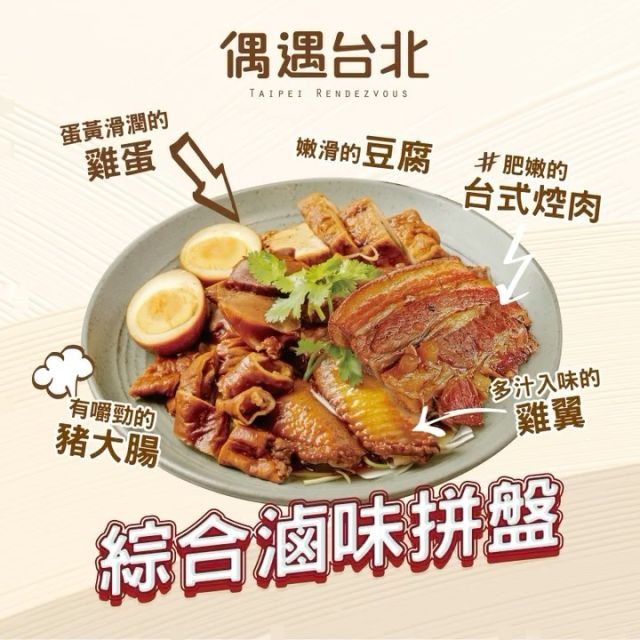 偶遇台北
TAIPEI RENDEZVOUS
蛋黃滑潤的
雞蛋
嫩滑的豆腐
#肥嫩的
台式焢肉
有嚼勁的
豬大腸
多汁入味的
雞翼
綜合滷味拼盤